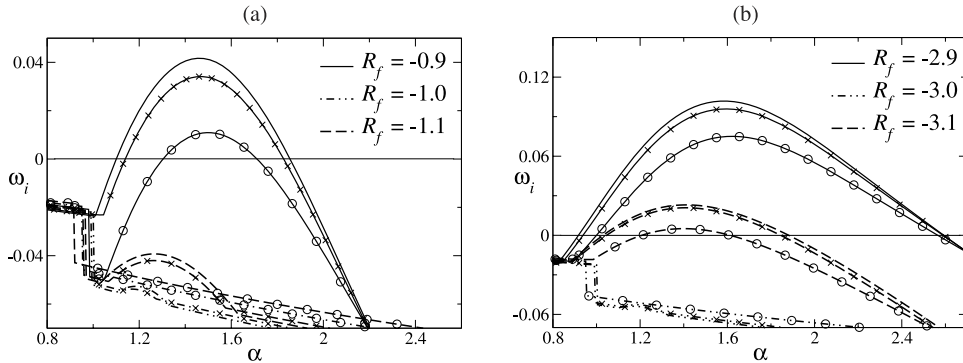 (a)
(b)
0.04
0
-0.04
ω_i
R_f = -0.9
R_f = -1.0
R_f = -1.1
0.8
1.2
1.6
2
2.4
α
0.12
0.06
0
-0.06
ω_i
R_f = -2.9
R_f = -3.0
R_f = -3.1
0.8
1
1.4
1.8
2.2
2.6
α